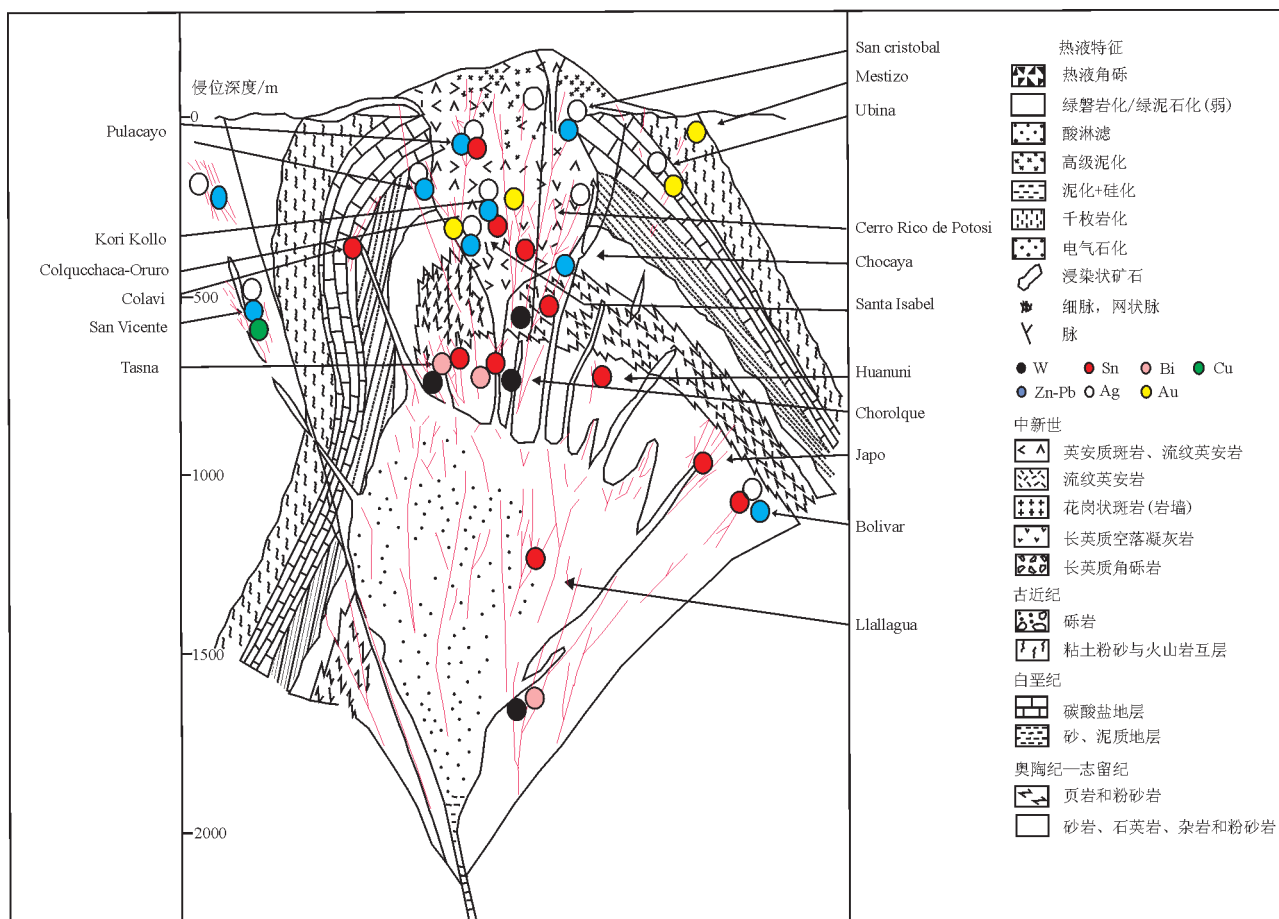 侵位深度/m
0
500
1000
1500
2000
Pulacayo
Kori Kollo
Colqucchaca-Oruro
Colavi
San Vicente
Tasna
San cristobal
Mestizo
Ubina
Cerro Rico de Potosi
Chocaya
Santa Isabel
Huanuni
Chorolque
Japo
Bolivar
Llallagua
热液特征
热液角砾
绿磐岩化/绿泥石化(弱)
酸淋滤
高级泥化
泥化+硅化
千枚岩化
电气石化
浸染状矿石
细脉，网状脉
脉
W Sn Bi Cu
Zn-Pb Ag Au
中新世
英安质斑岩、流纹英安岩
流纹英安岩
花岗状斑岩(岩墙)
长英质空落凝灰岩
长英质角砾岩
古近纪
砾岩
粘土粉砂与火山岩互层
白垩纪
碳酸盐地层
砂、泥质地层
奥陶纪—志留纪
页岩和粉砂岩
砂岩、石英岩、杂岩和粉砂岩